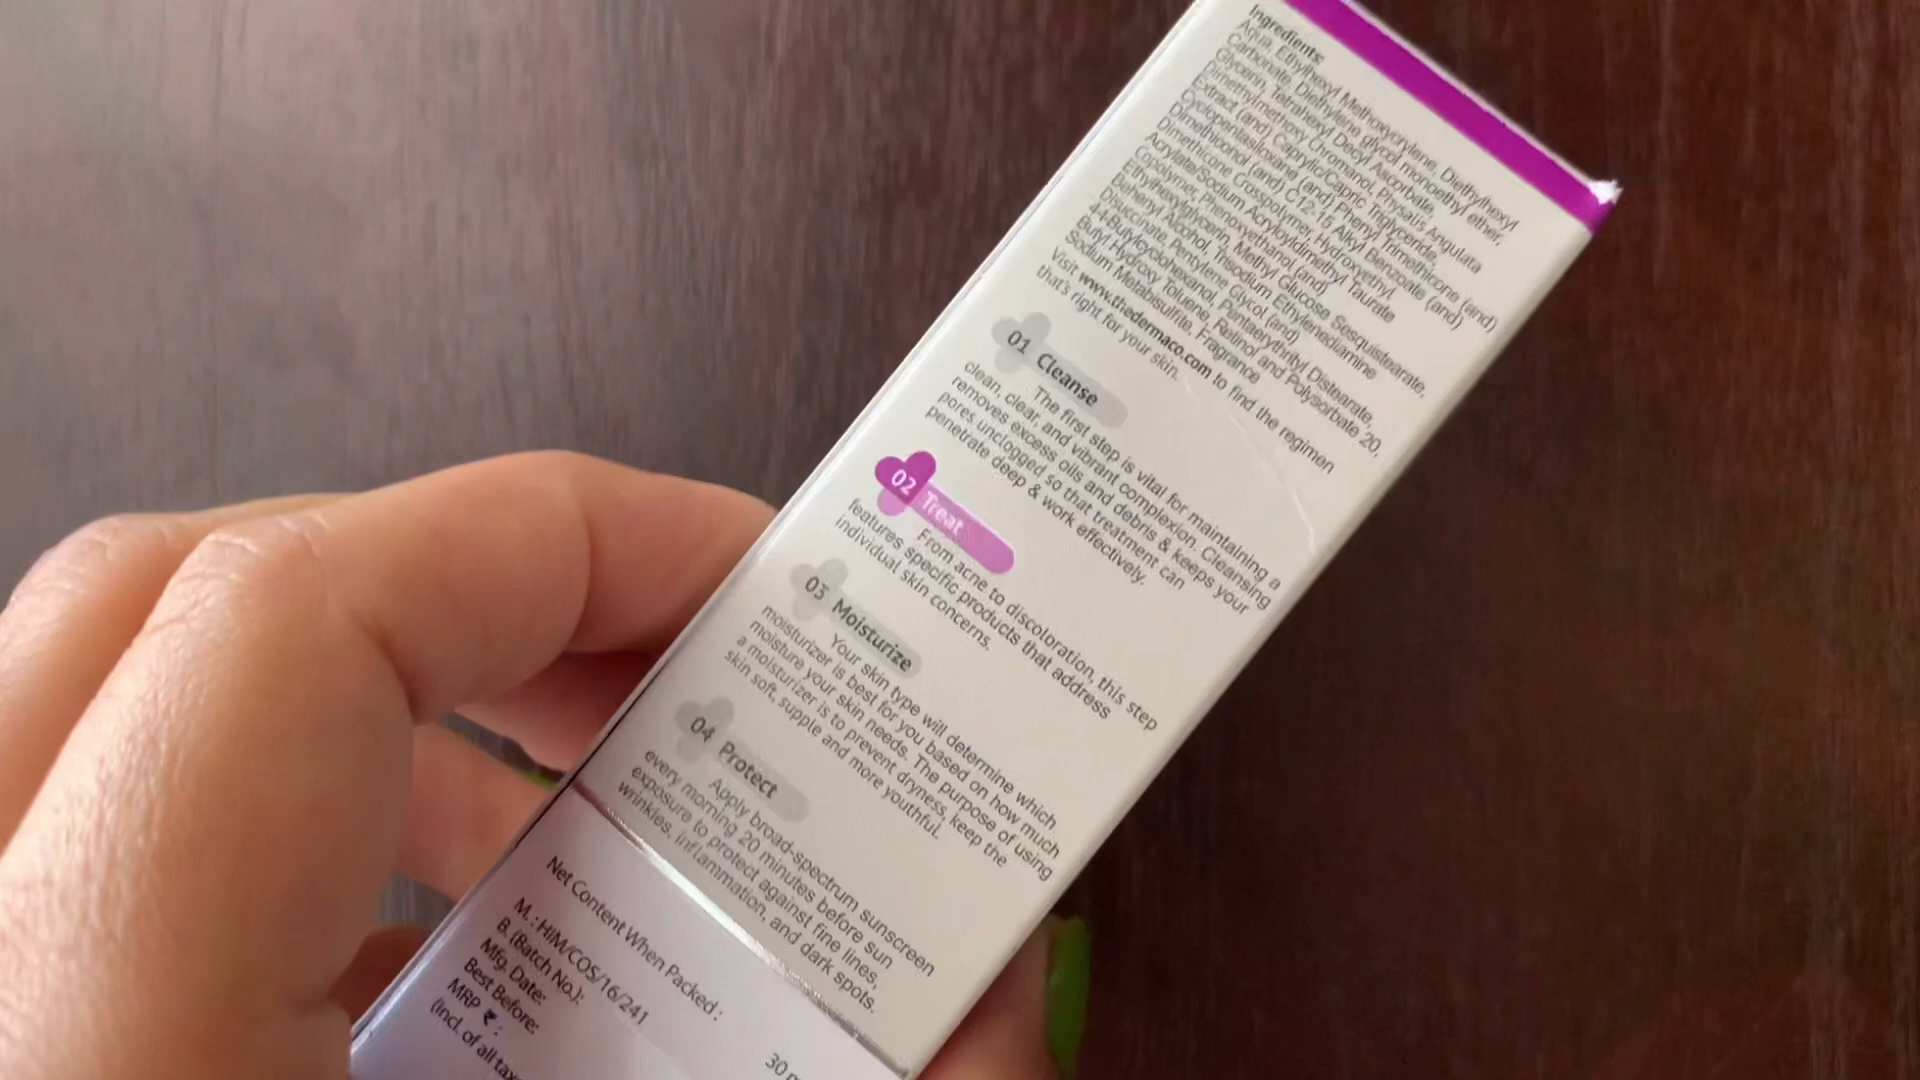 Ingredients:
Aqua, Ethylhexyl Methoxycrylene, Diethylhexyl
Carbonate, Diethylene glycol monoethyl ether,
Glycerin, Tetrahexyl Decyl Ascorbate,
Dimethylmethoxy Chromanol, Physalis Angulata
Extract (and) Caprylic/Capric Triglyceride,
Cyclopentasiloxane (and) Phenyl Trimethicone (and)
Dimethiconol (and) C12-15 Alkyl Benzoate (and)
Dimethicone Crosspolymer, Hydroxyethyl
Acrylate/Sodium Acryloyldimethyl Taurate
Copolymer, Phenoxyethanol (and)
Ethylhexylglycerin, Methyl Glucose Sesquistearate,
Behenyl Alcohol, Trisodium Ethylenediamine
Disuccinate, Pentylene Glycol (and)
4-t-Butylcyclohexanol, Pentaerythrityl Distearate,
Butyl Hydroxy Toluene, Retinol and Polysorbate 20,
Sodium Metabisulfite, Fragrance
Visit www.thedermaco.com to find the regimen
that's right for your skin.
01 Cleanse
The first step is vital for maintaining a
clean, clear, and vibrant complexion. Cleansing
removes excess oils and debris & keeps your
pores unclogged so that treatment can
penetrate deep & work effectively.
02 Treat
From acne to discoloration, this step
features specific products that address
individual skin concerns.
03 Moisturize
Your skin type will determine which
moisturizer is best for you based on how much
moisture your skin needs. The purpose of using
a moisturizer is to prevent dryness, keep the
skin soft, supple and more youthful.
04 Protect
Apply broad-spectrum sunscreen
every morning 20 minutes before sun
exposure to protect against fine lines,
wrinkles, inflammation, and dark spots.
Net Content When Packed :
30
M. : HIM/COS/16/241
B. (Batch No.):
Mfg. Date:
Best Before:
MRP ₹ :
(Incl. of all